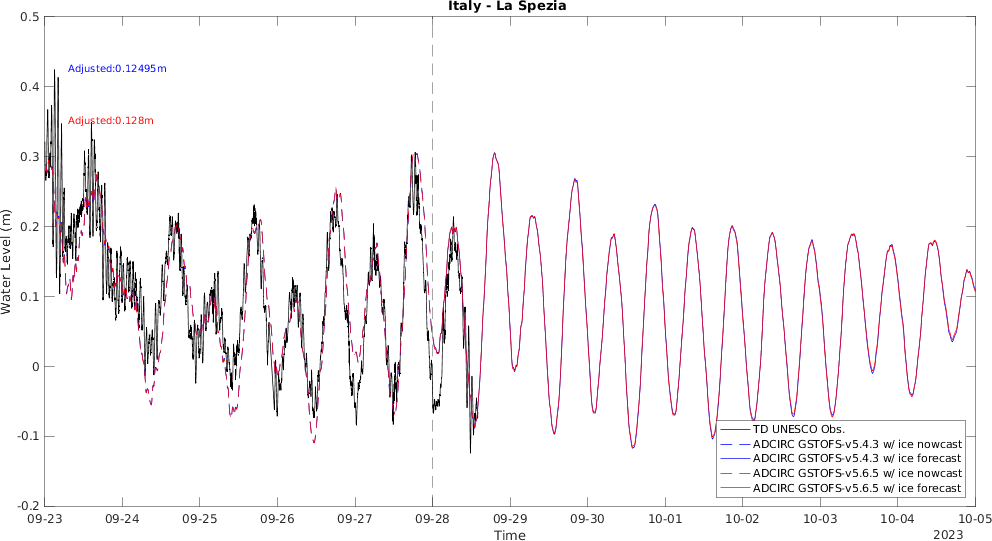 Italy - La Spezia
0.5
0.4
0.3
0.2
0.1
0
-0.1
-0.2
Water Level (m)
Adjusted:0.12495m
Adjusted:0.128m
TD UNESCO Obs.
ADCIRC GSTOFS-v5.4.3 w/ ice nowcast
ADCIRC GSTOFS-v5.4.3 w/ ice forecast
ADCIRC GSTOFS-v5.6.5 w/ ice nowcast
ADCIRC GSTOFS-v5.6.5 w/ ice forecast
09-23 09-24 09-25 09-26 09-27 09-28 09-29 09-30 10-01 10-02 10-03 10-04 10-05
Time
2023